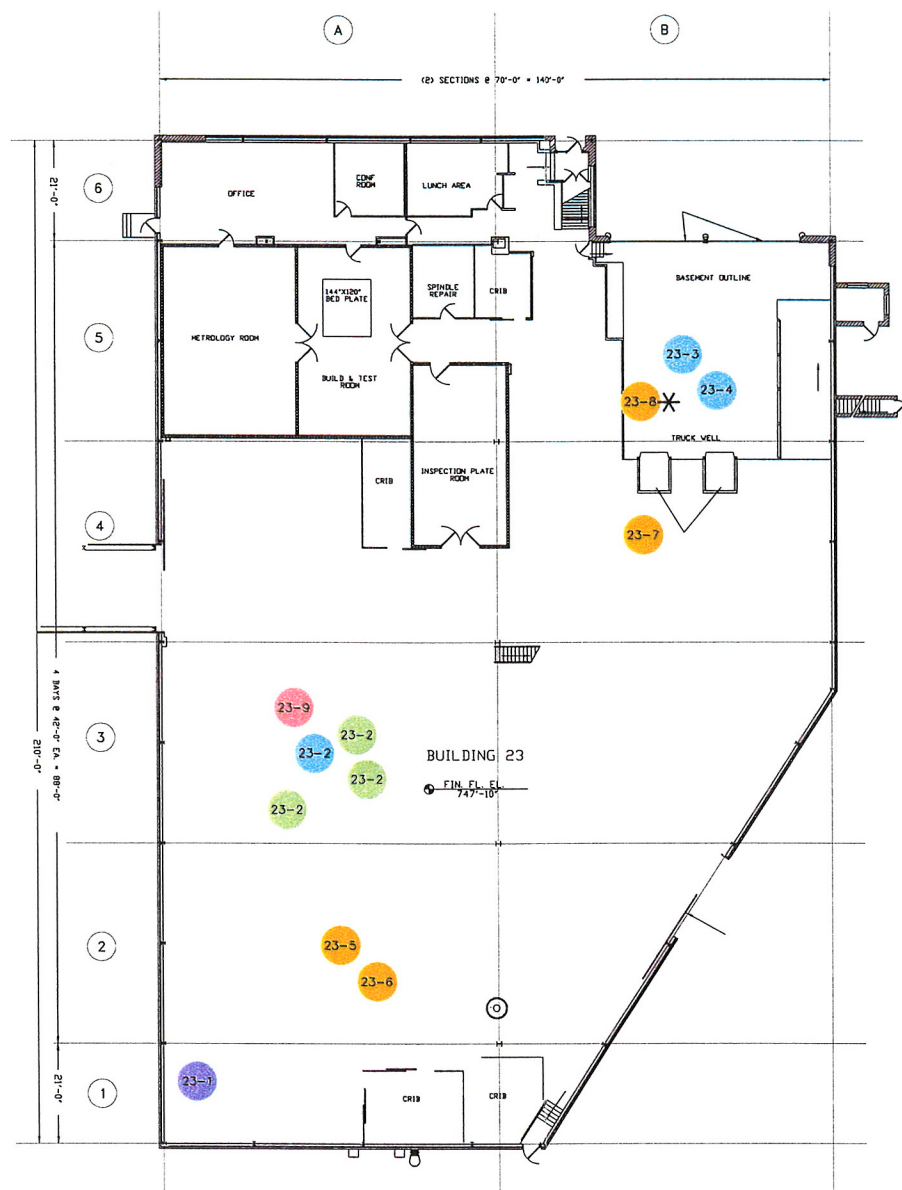 A
B
(2) SECTIONS @ 70'-0" = 140'-0"
6
21'-0"
OFFICE
CONF
ROOM
LUNCH AREA
5
METROLOGY ROOM
144"X120"
BED PLATE
BUILD & TEST
ROOM
SPINDLE
REPAIR
CRIB
BASEMENT OUTLINE
23-3
23-4
23-8
TRUCK WELL
4
CRIB
INSPECTION PLATE
ROOM
23-7
4 BAYS @ 42'-0" EA. = 88'-0"
210'-0"
3
23-9
23-2
23-2
23-2
23-2
BUILDING 23
FIN. FL. EL.
747'-10"
2
23-5
23-6
1
21'-0"
23-1
CRIB
CRIB